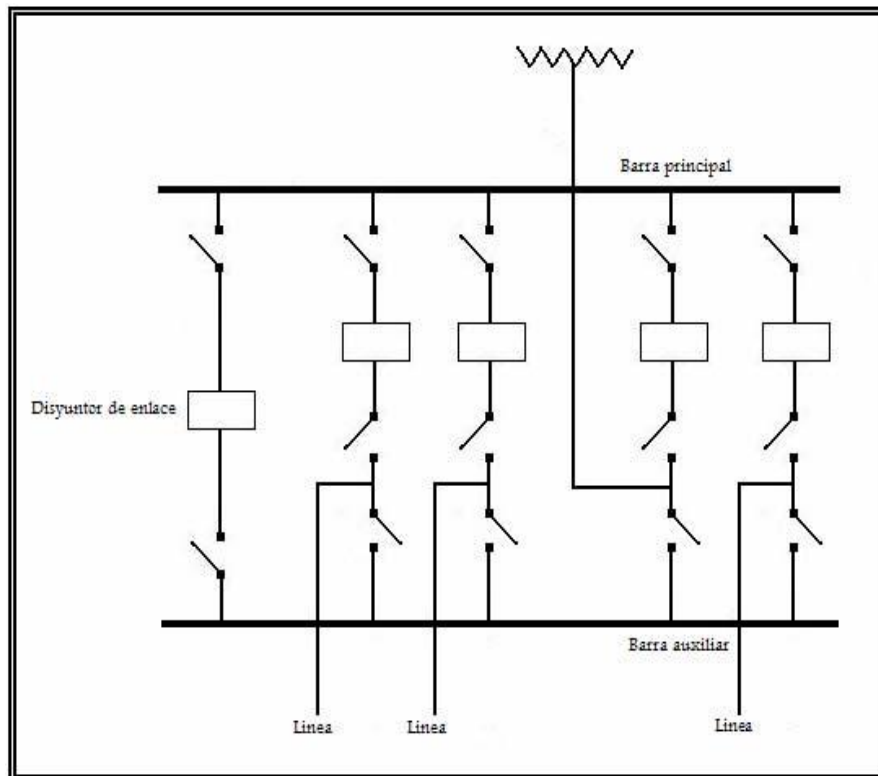 Barra principal
Disyuntor de enlace
Barra auxiliar
Linea
Linea
Linea